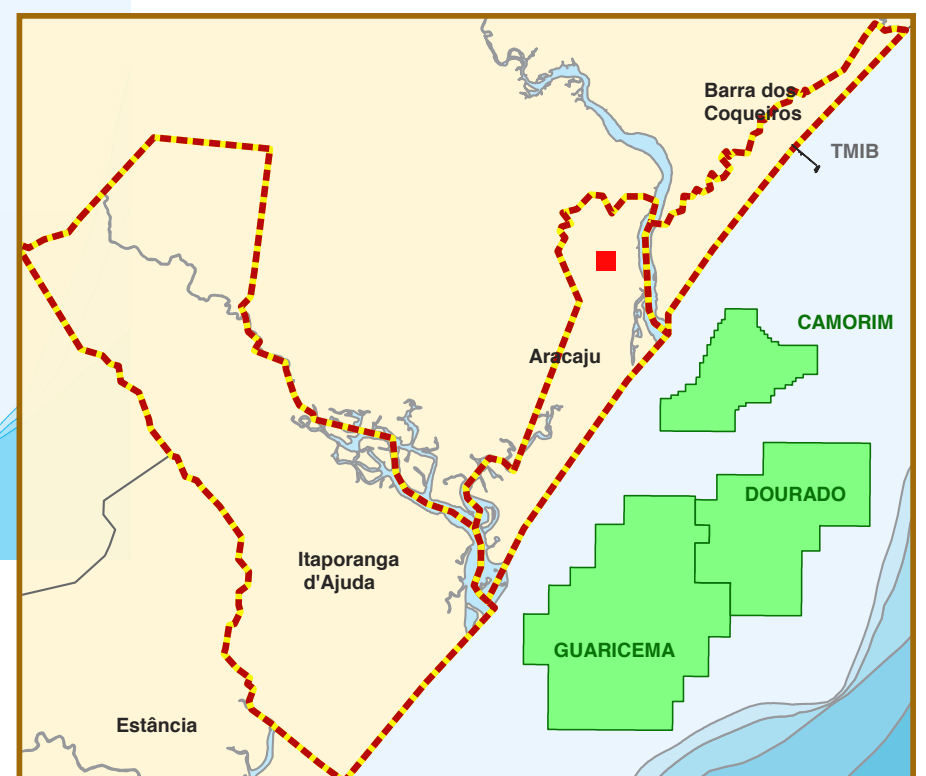 Barra dos
Coqueiros
TMIB
CAMORIM
Aracaju
DOURADO
Itaporanga
d'Ajuda
GUARICEMA
Estância